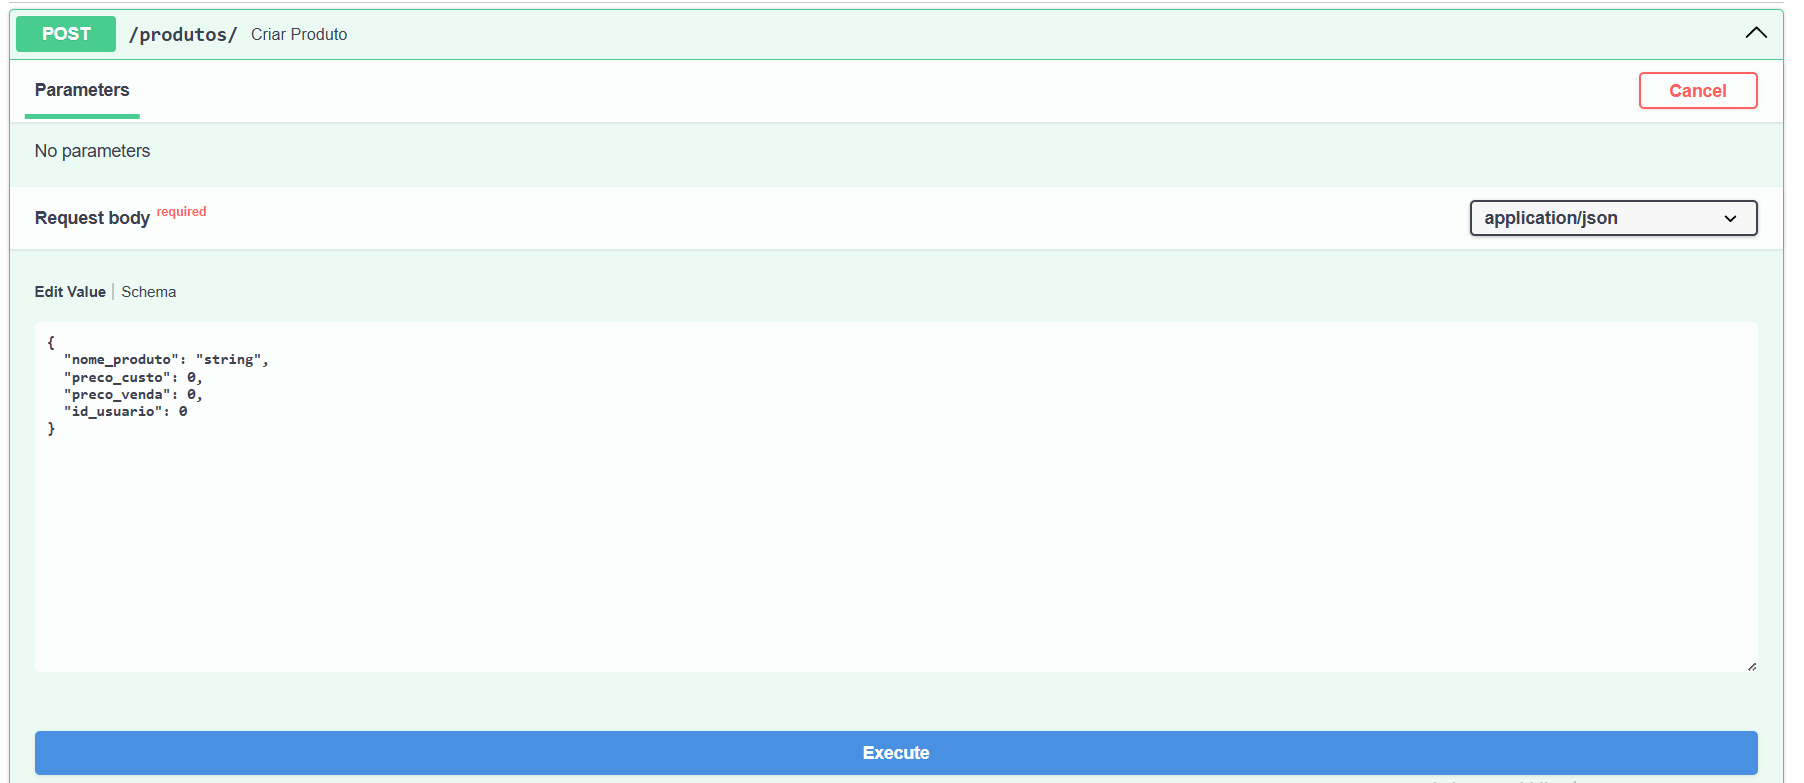 POST /produtos/ Criar Produto
Parameters
Cancel
No parameters
Request body required
application/json
Edit Value | Schema
{
  "nome_produto": "string",
  "preco_custo": 0,
  "preco_venda": 0,
  "id_usuario": 0
}
Execute